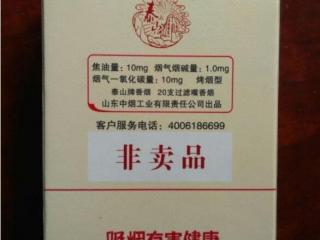 泰山
焦油量：10mg 烟气烟碱量：1.0mg
烟气一氧化碳量：10mg 烤烟型
泰山牌香烟 20支过滤嘴香烟
山东中烟工业有限责任公司出品
客户服务电话：4006186699
非卖品
吸烟有害健康